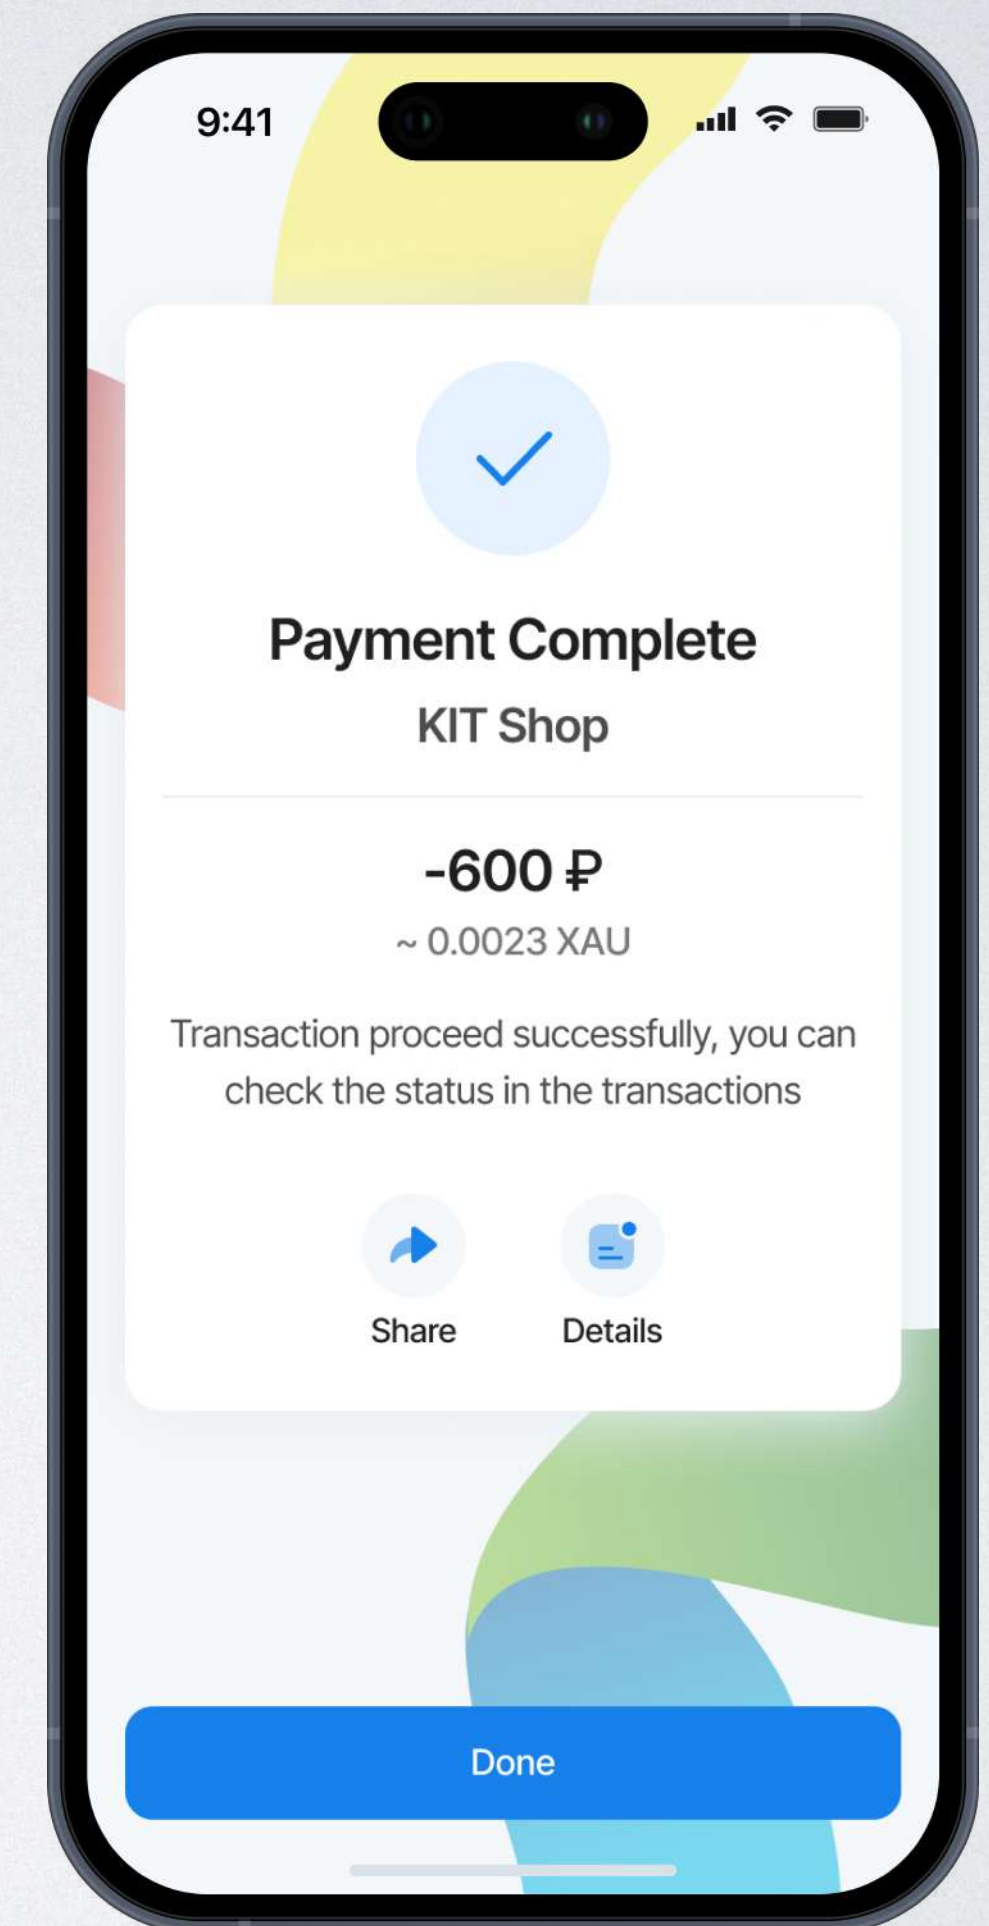 9:41
Payment Complete
KIT Shop
-600 ₽
~ 0.0023 XAU
Transaction proceed successfully, you can
check the status in the transactions
Share
Details
Done